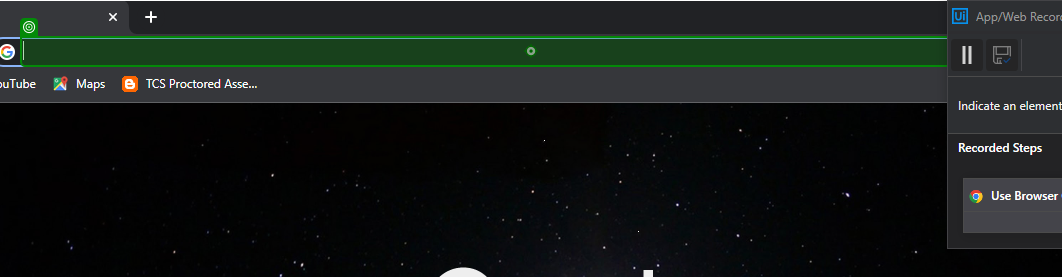 Ui App/Web Recor
ouTube Maps TCS Proctored Asse...
Indicate an element
Recorded Steps
Use Browser